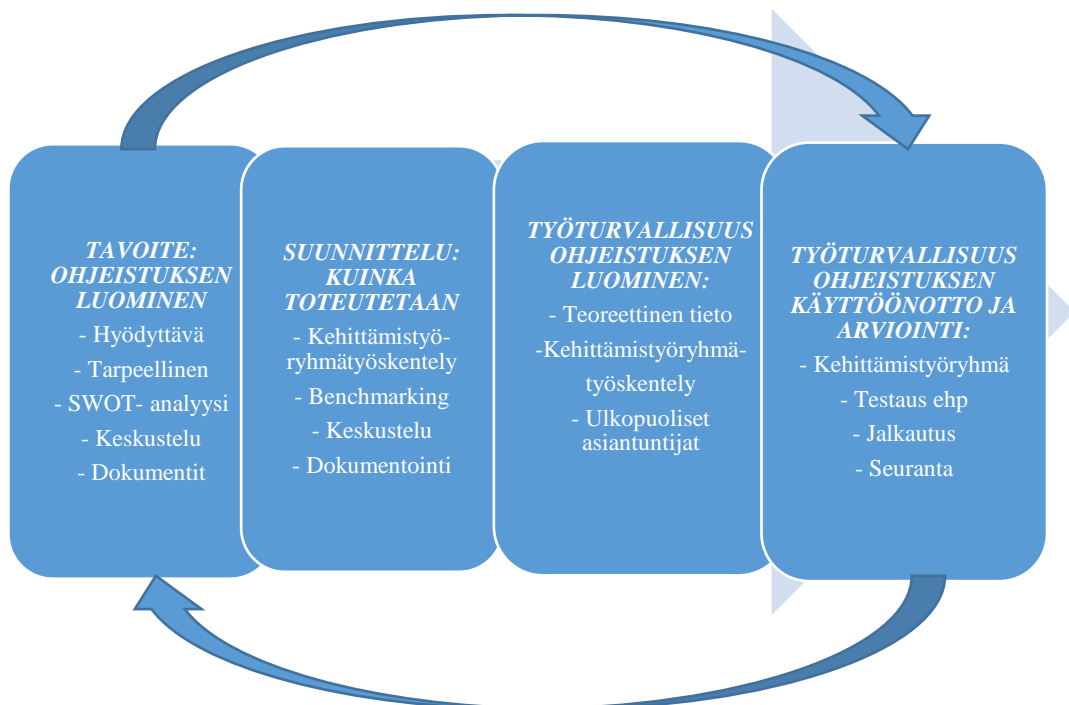 TAVOITE:
OHJEISTUKSEN
LUOMINEN
- Hyödyttävä
- Tarpeellinen
- SWOT- analyysi
- Keskustelu
- Dokumentit
SUUNNITTELU:
KUINKA
TOTEUTETAAN
- Kehittämistyö-
ryhmätyöskentely
- Benchmarking
- Keskustelu
- Dokumentointi
TYÖTURVALLISUUS
OHJEISTUKSEN
LUOMINEN:
- Teoreettinen tieto
-Kehittämistyöryhmä-
työskentely
- Ulkopuoliset
asiantuntijat
TYÖTURVALLISUUS
OHJEISTUKSEN
KÄYTTÖÖNOTTO JA
ARVIOINTI:
- Kehittämistyöryhmä
- Testaus ehp
- Jalkautus
- Seuranta